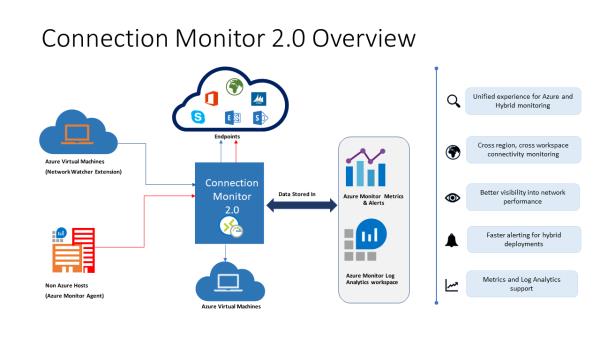 Connection Monitor 2.0 Overview
Endpoints
Azure Virtual Machines
(Network Watcher Extension)
Connection
Monitor
2.0
Data Stored In
Azure Monitor Metrics
& Alerts
Azure Monitor Log
Analytics workspace
Non Azure Hosts
(Azure Monitor Agent)
Azure Virtual Machines
Unified experience for Azure and
Hybrid monitoring
Cross region, cross workspace
connectivity monitoring
Better visibility into network
performance
Faster alerting for hybrid
deployments
Metrics and Log Analytics
support